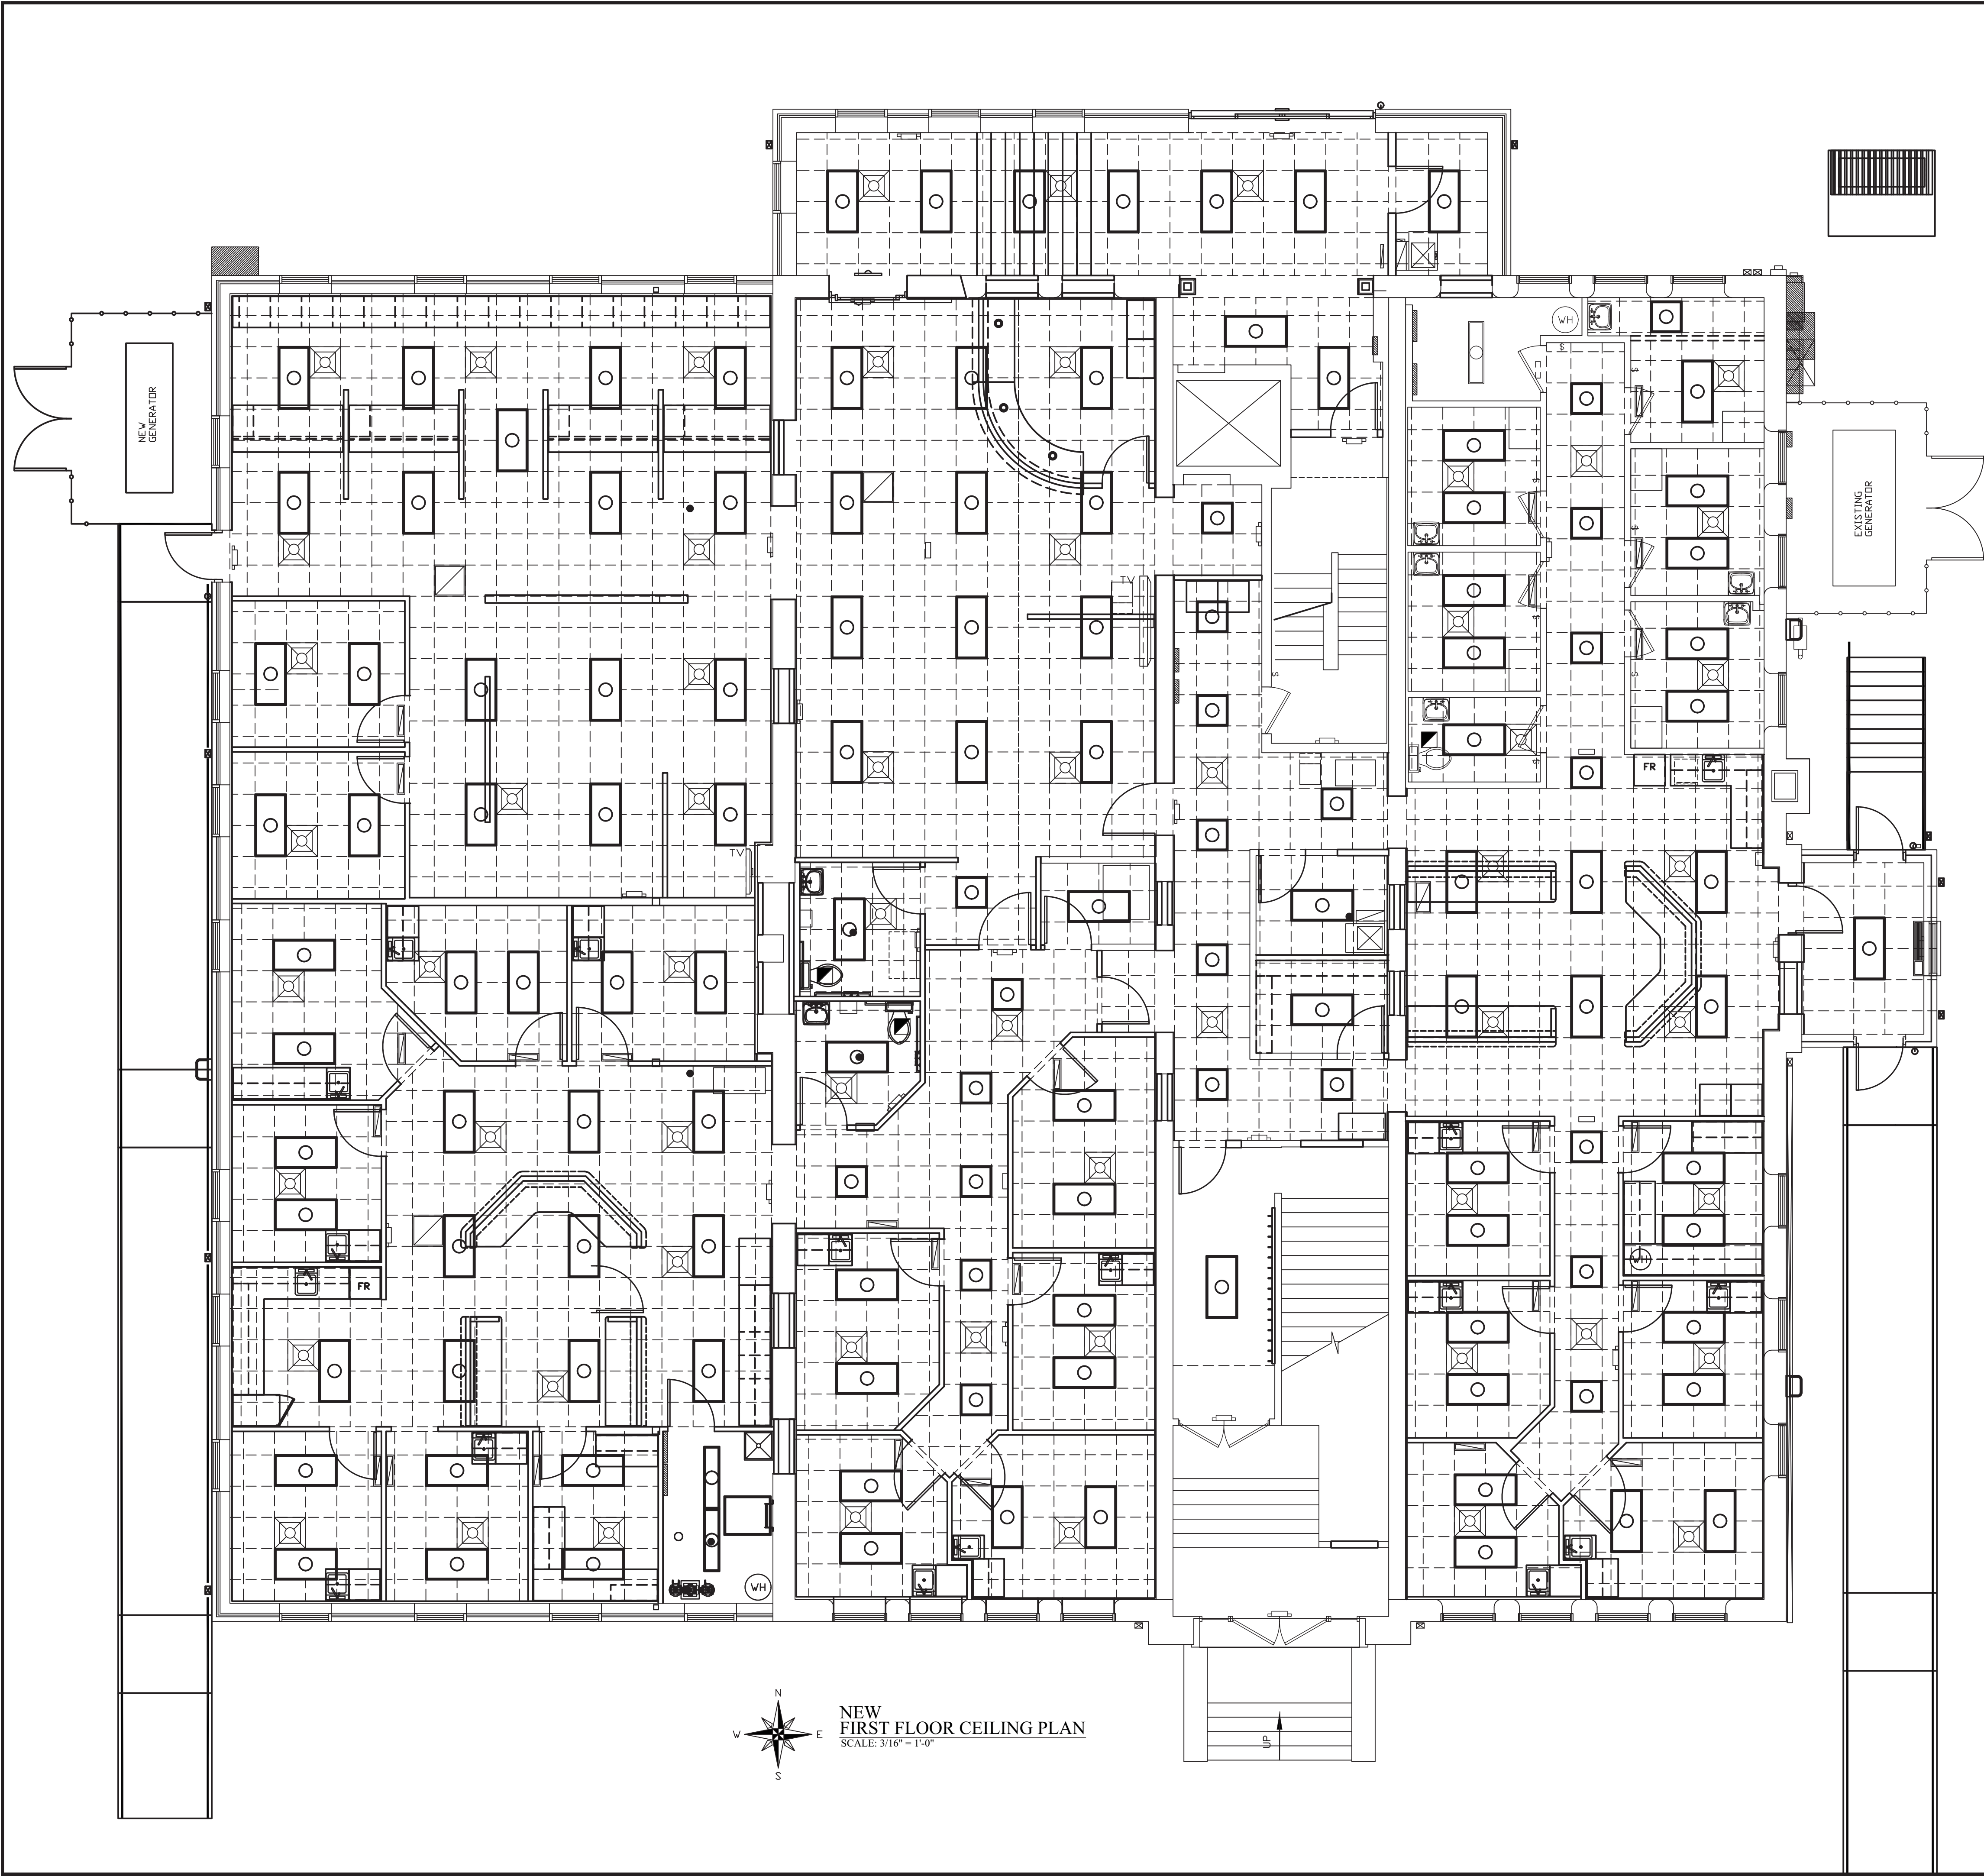 NEW
GENERATOR
WH
S
S
S
S
S
EXISTING
GENERATOR
TV
S
S
S
S
FR
TV
WH
FR
WH
N
W
E
S
NEW
FIRST FLOOR CEILING PLAN
SCALE: 3/16" = 1'-0"
UP